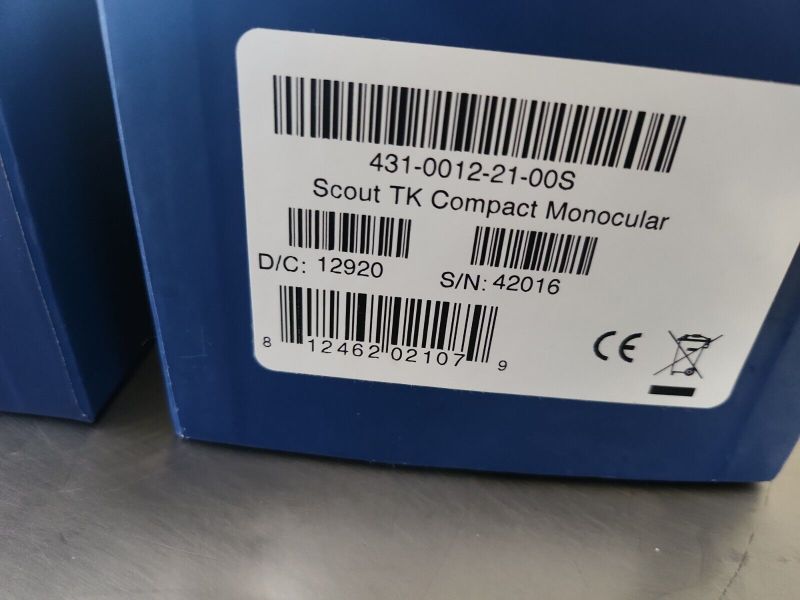 431-0012-21-00S
Scout TK Compact Monocular
D/C: 12920 S/N: 42016
8 12462 02107 9
CE